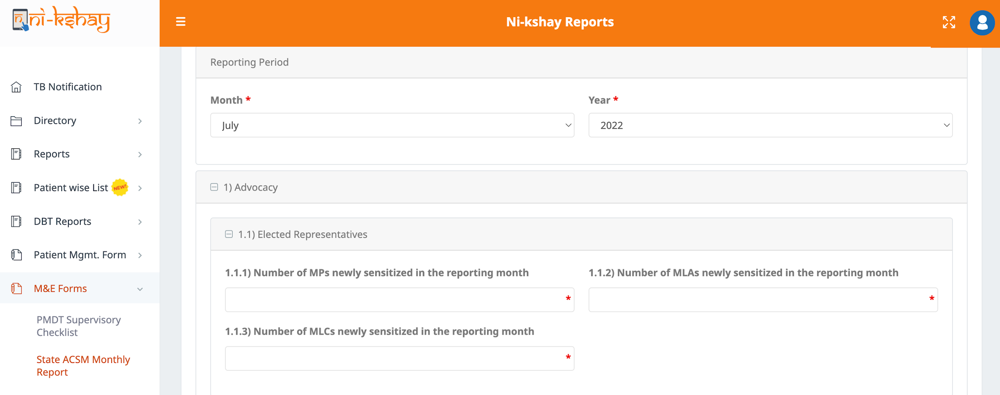 ni-kshay
Ni-kshay Reports
TB Notification
Directory
Reports
Patient wise List NEW!
DBT Reports
Patient Mgmt. Form
M&E Forms
PMDT Supervisory
Checklist
State ACSM Monthly
Report
Reporting Period
Month * Year *
July 2022
1) Advocacy
1.1) Elected Representatives
1.1.1) Number of MPs newly sensitized in the reporting month 1.1.2) Number of MLAs newly sensitized in the reporting month
* *
1.1.3) Number of MLCs newly sensitized in the reporting month
*